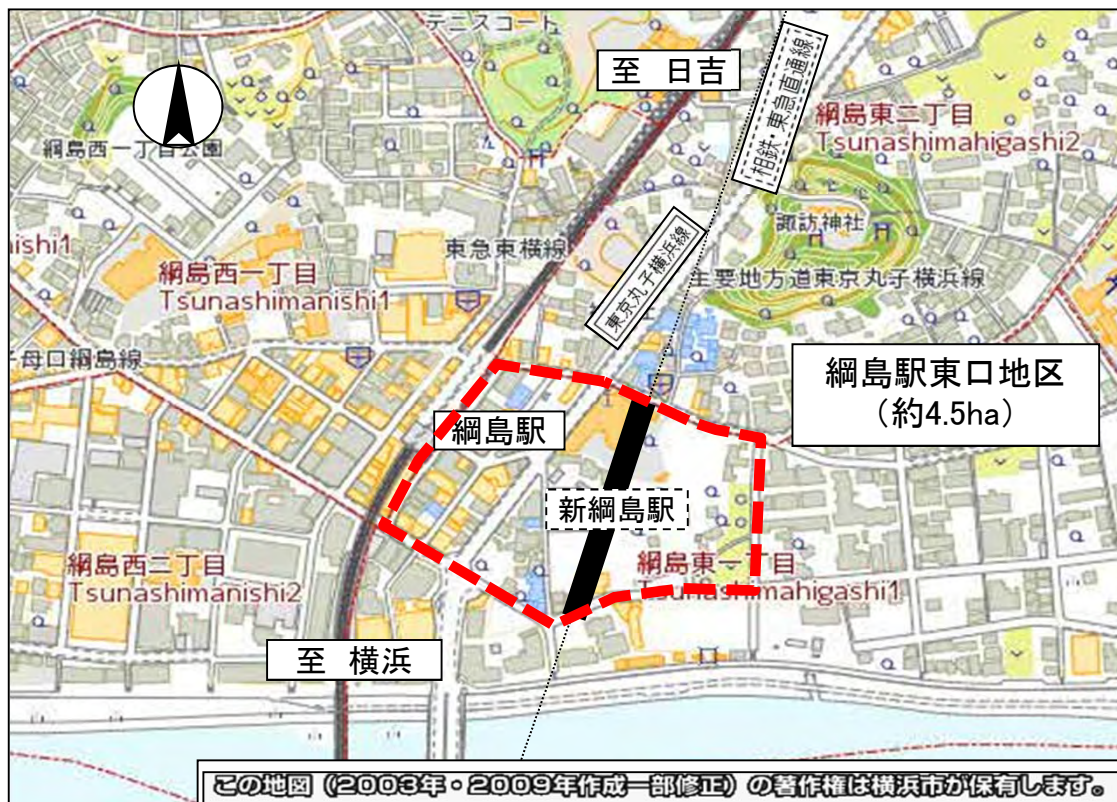 テニスコート
至 日吉
相鉄・東急直通線
綱島東二丁目
Tsunashimahigashi2
綱島西一丁目公園
諏訪神社
nishi1
東急東横線
綱島西一丁目
Tsunashimanishi1
東京丸子横浜線
主要地方道東京丸子横浜線
子母口綱島線
綱島駅東口地区
（約4.5ha）
綱島駅
新綱島駅
綱島西二丁目
Tsunashimanishi2
綱島東一丁目
Tsunashimahigashi1
至 横浜
この地図（2003年・2009年作成一部修正）の著作権は横浜市が保有します。